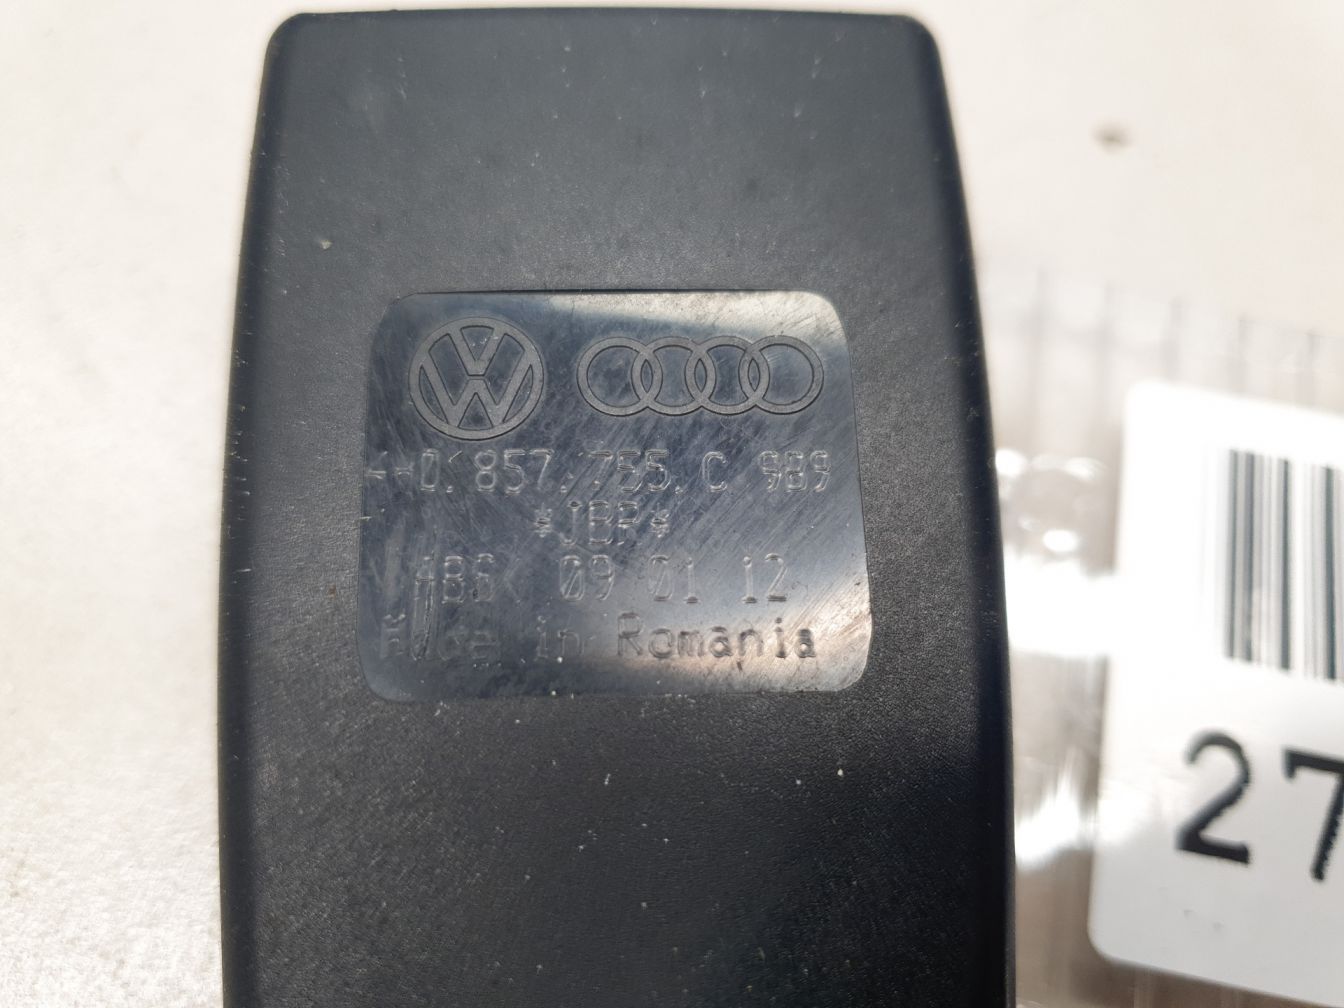 4H0.857.755.C 9B9
*JBR*
AB6 09 01 12
Made in Romania
27